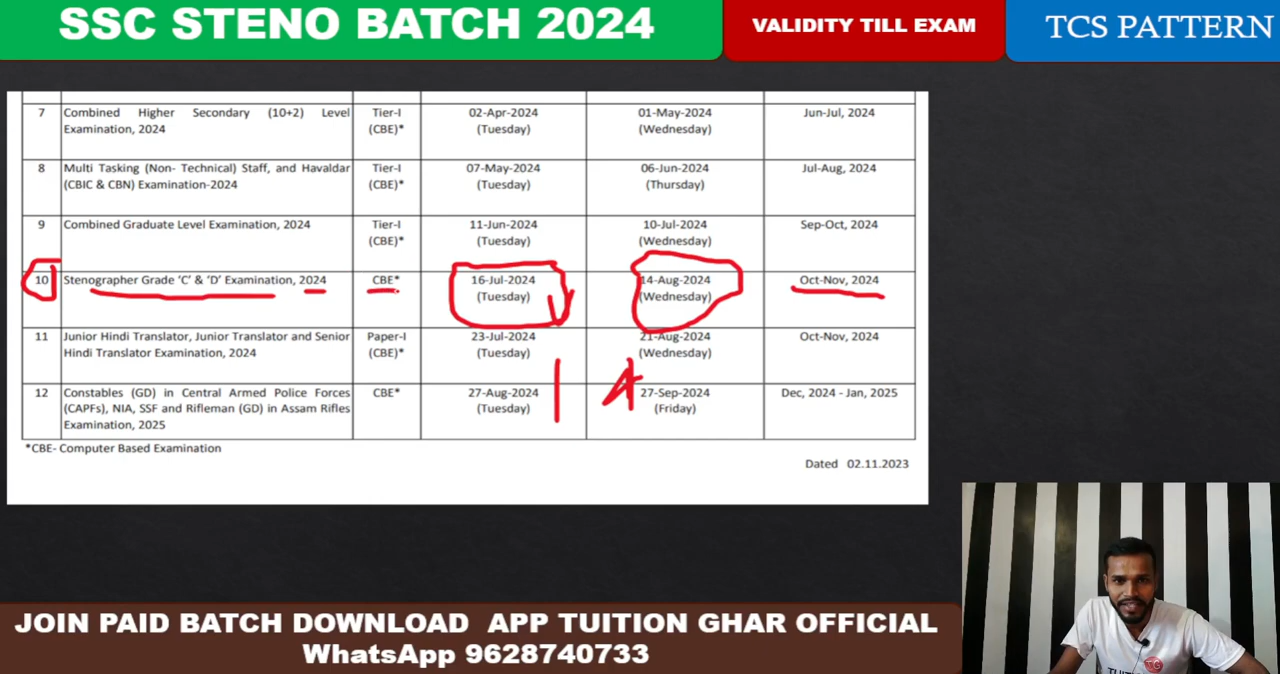 SSC STENO BATCH 2024
VALIDITY TILL EXAM
TCS PATTERN
7 Combined Higher Secondary (10+2) Level Tier-I 02-Apr-2024 01-May-2024 Jun-Jul, 2024
Examination, 2024 (CBE)* (Tuesday) (Wednesday)
8 Multi Tasking (Non- Technical) Staff, and Havaldar Tier-I 07-May-2024 06-Jun-2024 Jul-Aug, 2024
(CBIC & CBN) Examination-2024 (CBE)* (Tuesday) (Thursday)
9 Combined Graduate Level Examination, 2024 Tier-I 11-Jun-2024 10-Jul-2024 Sep-Oct, 2024
(CBE)* (Tuesday) (Wednesday)
10 Stenographer Grade ‘C’ & ‘D’ Examination, 2024 CBE* 16-Jul-2024 14-Aug-2024 Oct-Nov, 2024
(Tuesday) (Wednesday)
11 Junior Hindi Translator, Junior Translator and Senior Paper-I 23-Jul-2024 21-Aug-2024 Oct-Nov, 2024
Hindi Translator Examination, 2024 (CBE)* (Tuesday) (Wednesday)
12 Constables (GD) in Central Armed Police Forces CBE* 27-Aug-2024 27-Sep-2024 Dec, 2024 - Jan, 2025
(CAPFs), NIA, SSF and Rifleman (GD) in Assam Rifles (Tuesday) (Friday)
Examination, 2025
*CBE- Computer Based Examination
Dated 02.11.2023
JOIN PAID BATCH DOWNLOAD APP TUITION GHAR OFFICIAL
WhatsApp 9628740733